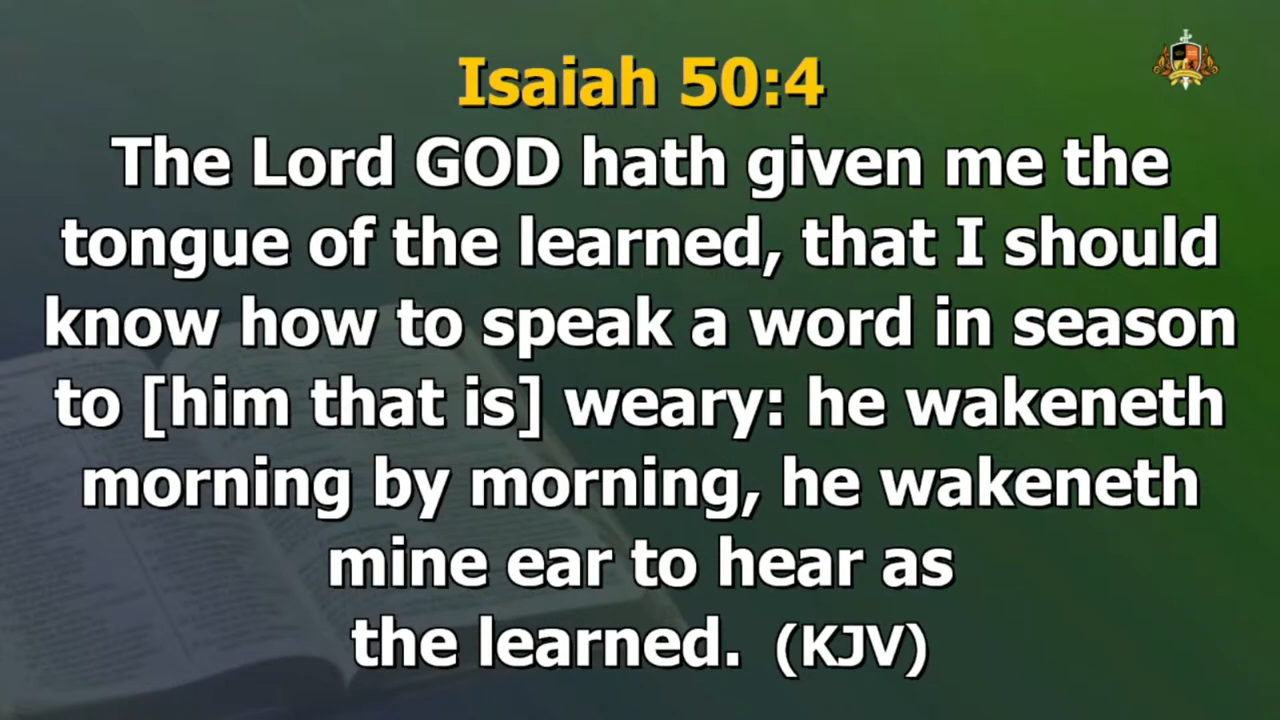 Isaiah 50:4
The Lord GOD hath given me the
tongue of the learned, that I should
know how to speak a word in season
to [him that is] weary: he wakeneth
morning by morning, he wakeneth
mine ear to hear as
the learned. (KJV)